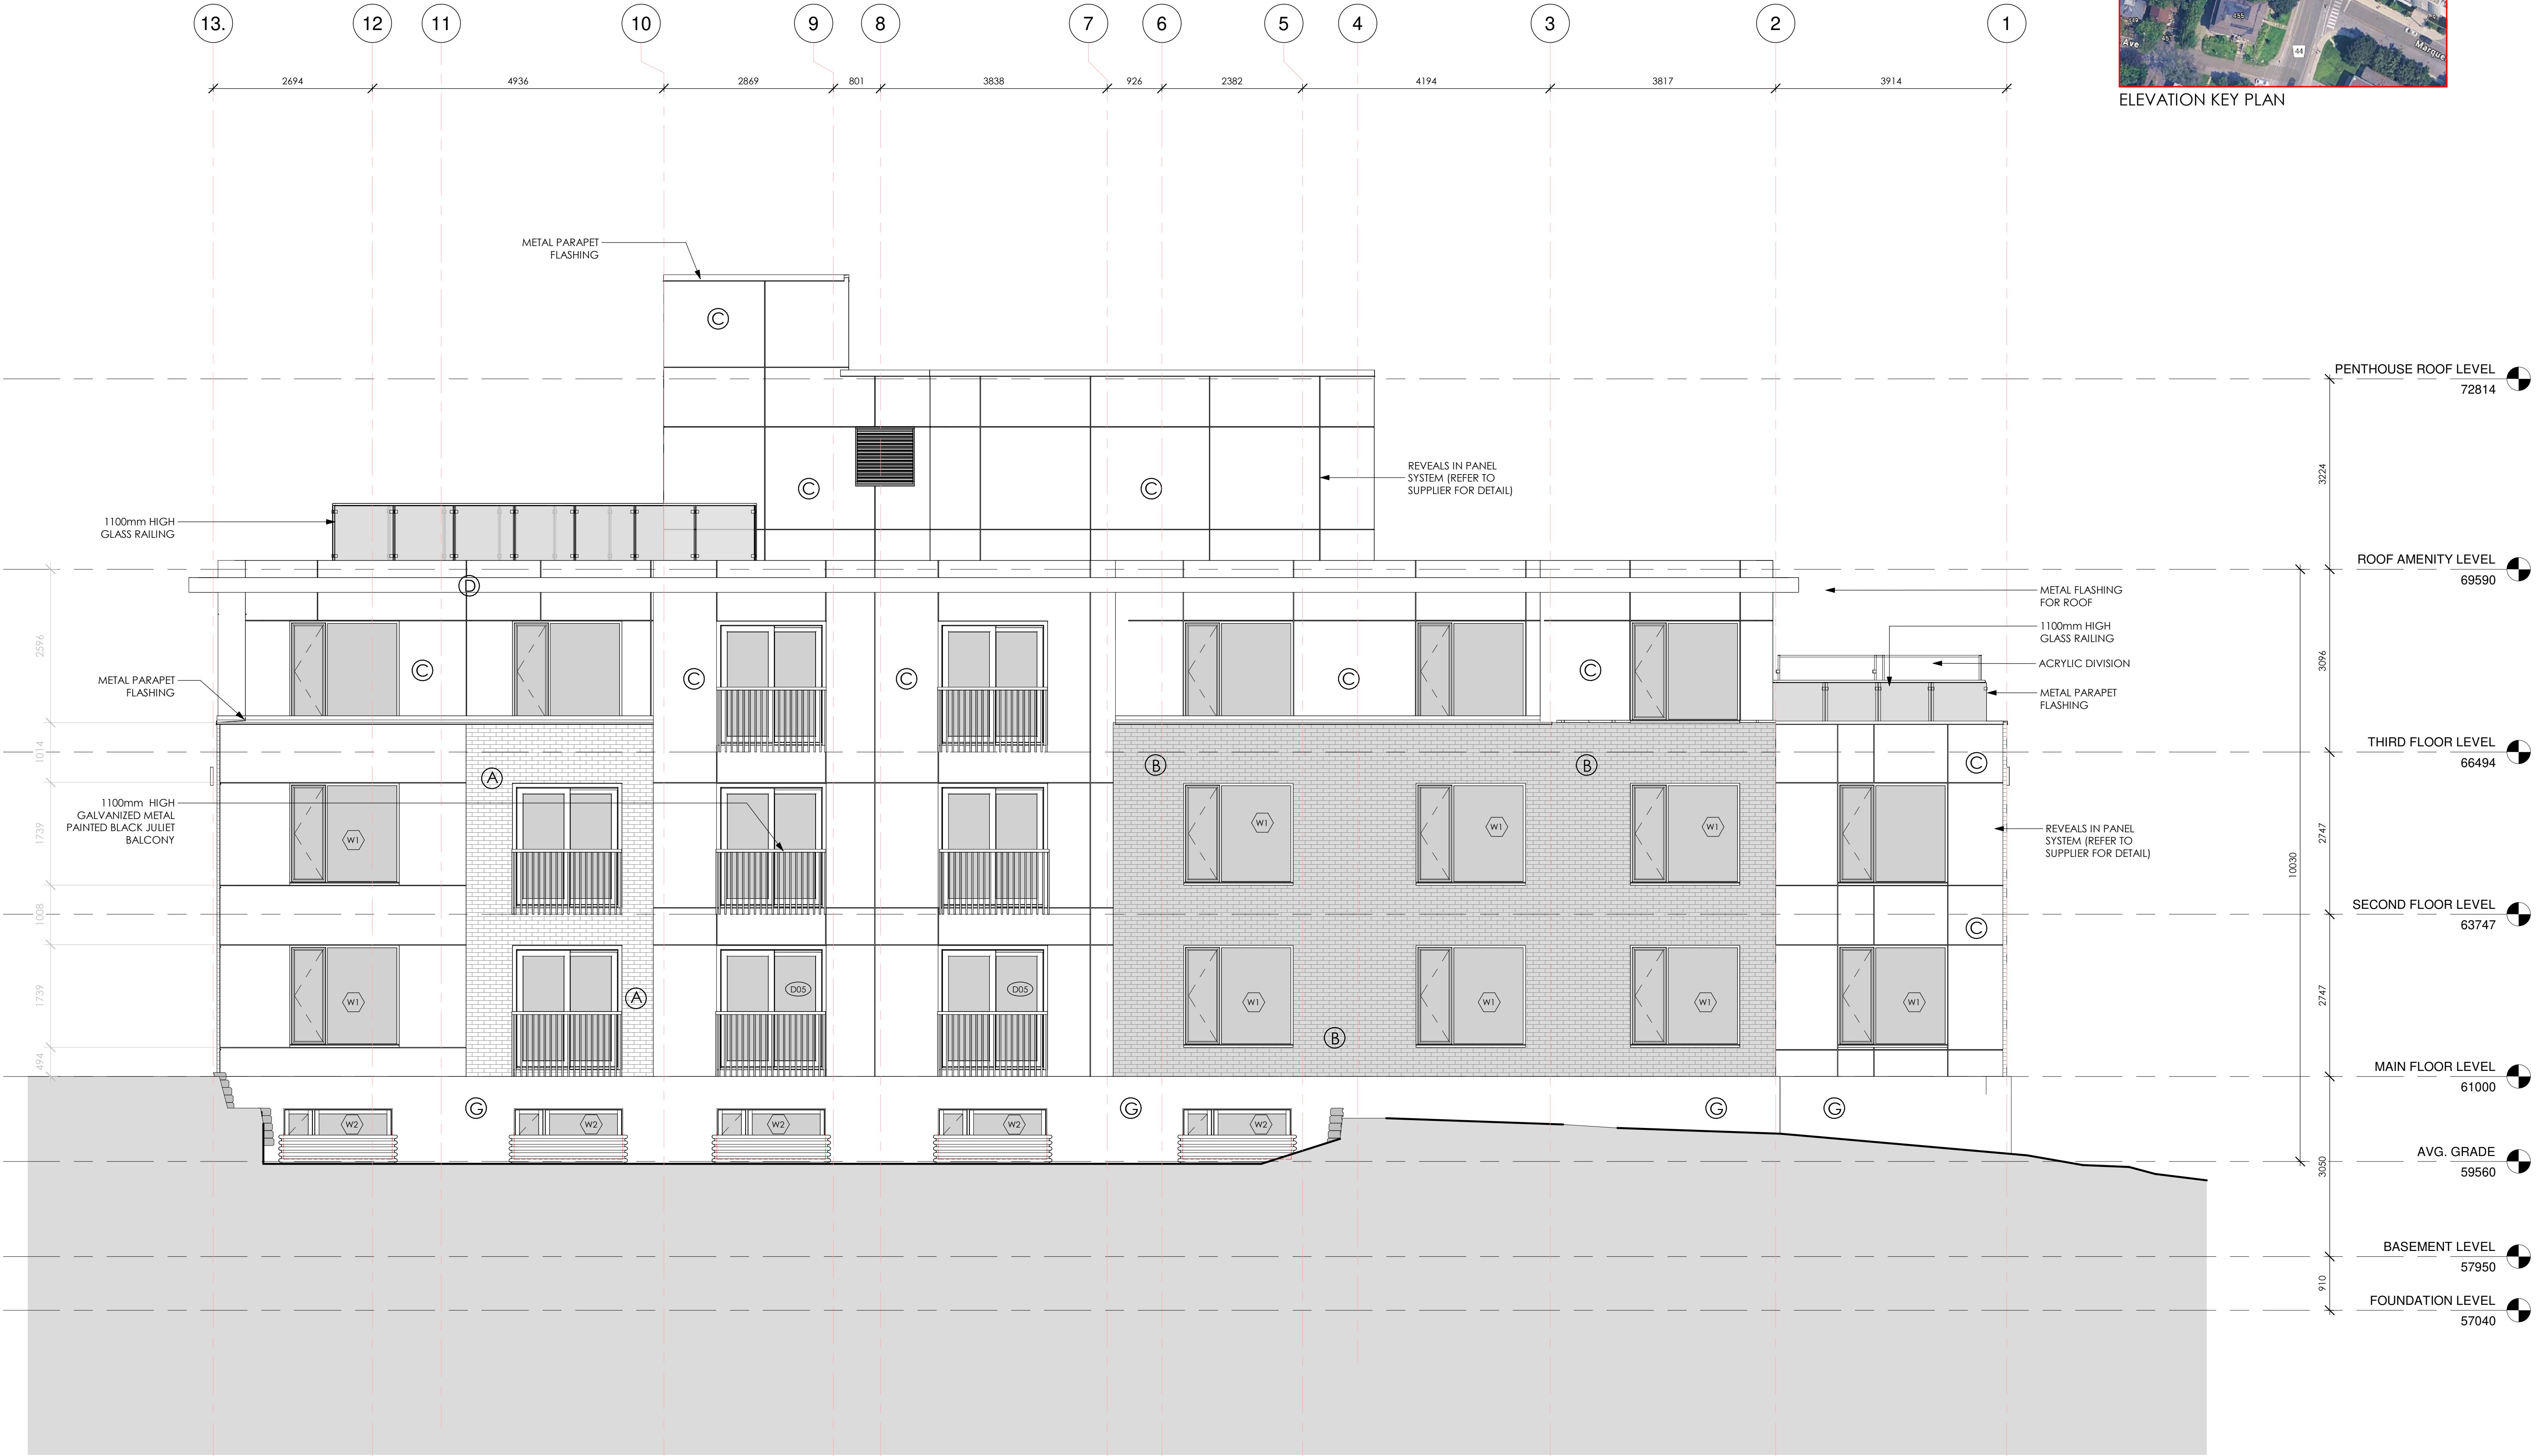 13.
12
11
10
9
8
7
6
5
4
3
2
1
2694
4936
2869
801
3838
926
2382
4194
3817
3914
449
455
Ave
44
Marque
ELEVATION KEY PLAN
METAL PARAPET
FLASHING
C
PENTHOUSE ROOF LEVEL
72814
C
C
REVEALS IN PANEL
SYSTEM (REFER TO
SUPPLIER FOR DETAIL)
3224
1100mm HIGH
GLASS RAILING
ROOF AMENITY LEVEL
69590
D
METAL FLASHING
FOR ROOF
1100mm HIGH
GLASS RAILING
ACRYLIC DIVISION
METAL PARAPET
FLASHING
2596
C
C
C
C
C
3096
METAL PARAPET
FLASHING
THIRD FLOOR LEVEL
66494
1014
A
B
B
C
1100mm HIGH
GALVANIZED METAL
PAINTED BLACK JULIET
BALCONY
1739
W1
W1
W1
W1
REVEALS IN PANEL
SYSTEM (REFER TO
SUPPLIER FOR DETAIL)
2747
10030
SECOND FLOOR LEVEL
63747
1008
C
1739
W1
A
D05
D05
W1
W1
W1
W1
2747
B
494
MAIN FLOOR LEVEL
61000
G
G
G
G
W2
W2
W2
W2
W2
AVG. GRADE
59560
3050
BASEMENT LEVEL
57950
910
FOUNDATION LEVEL
57040